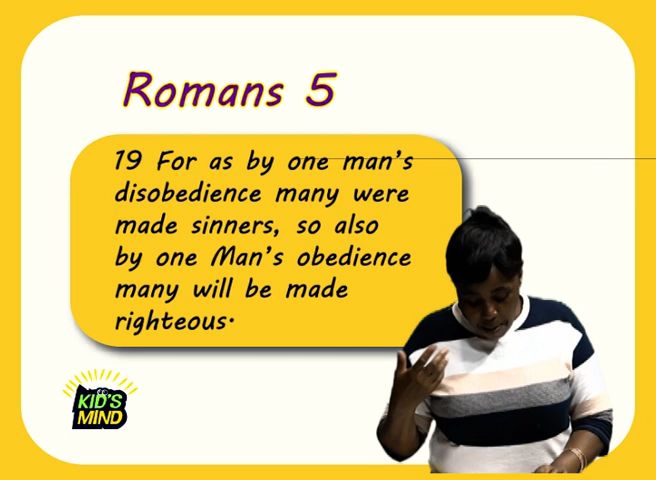 Romans 5
19 For as by one man's
disobedience many were
made sinners, so also
by one Man's obedience
many will be made
righteous.
KID'S
MIND